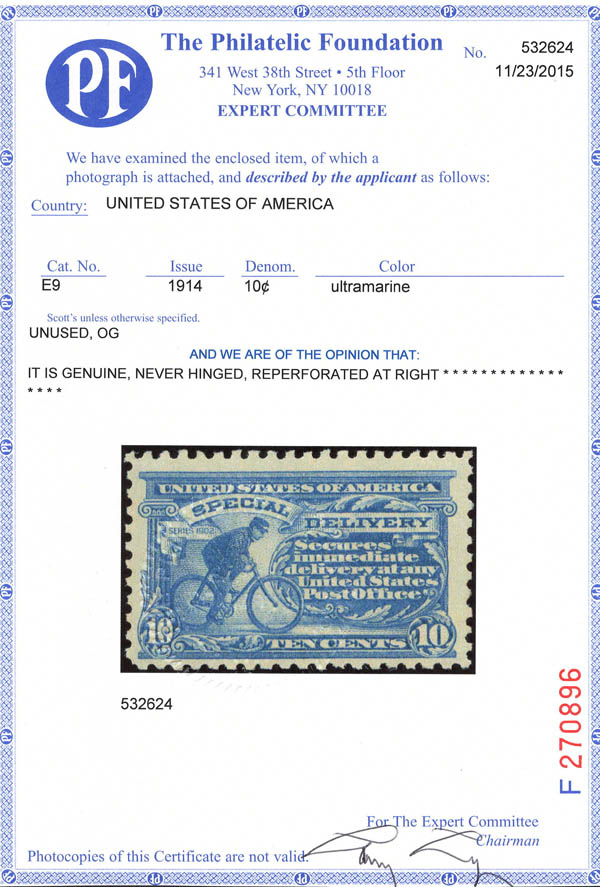 PF
The Philatelic Foundation
No. 532624
341 West 38th Street • 5th Floor
11/23/2015
New York, NY 10018
EXPERT COMMITTEE
We have examined the enclosed item, of which a
photograph is attached, and described by the applicant as follows:
Country: UNITED STATES OF AMERICA
Cat. No. Issue Denom. Color
E9 1914 10¢ ultramarine
Scott's unless otherwise specified.
UNUSED, OG
AND WE ARE OF THE OPINION THAT:
IT IS GENUINE, NEVER HINGED, REPERFORATED AT RIGHT * * * * * * * * * * * * *
* * * *
UNITED STATES OF AMERICA
SPECIAL DELIVERY
SERIES 1902
Secures
immediate
delivery at any
United States
Post Office
10 TEN CENTS 10
532624
F 270896
For The Expert Committee
Chairman
Photocopies of this Certificate are not valid.